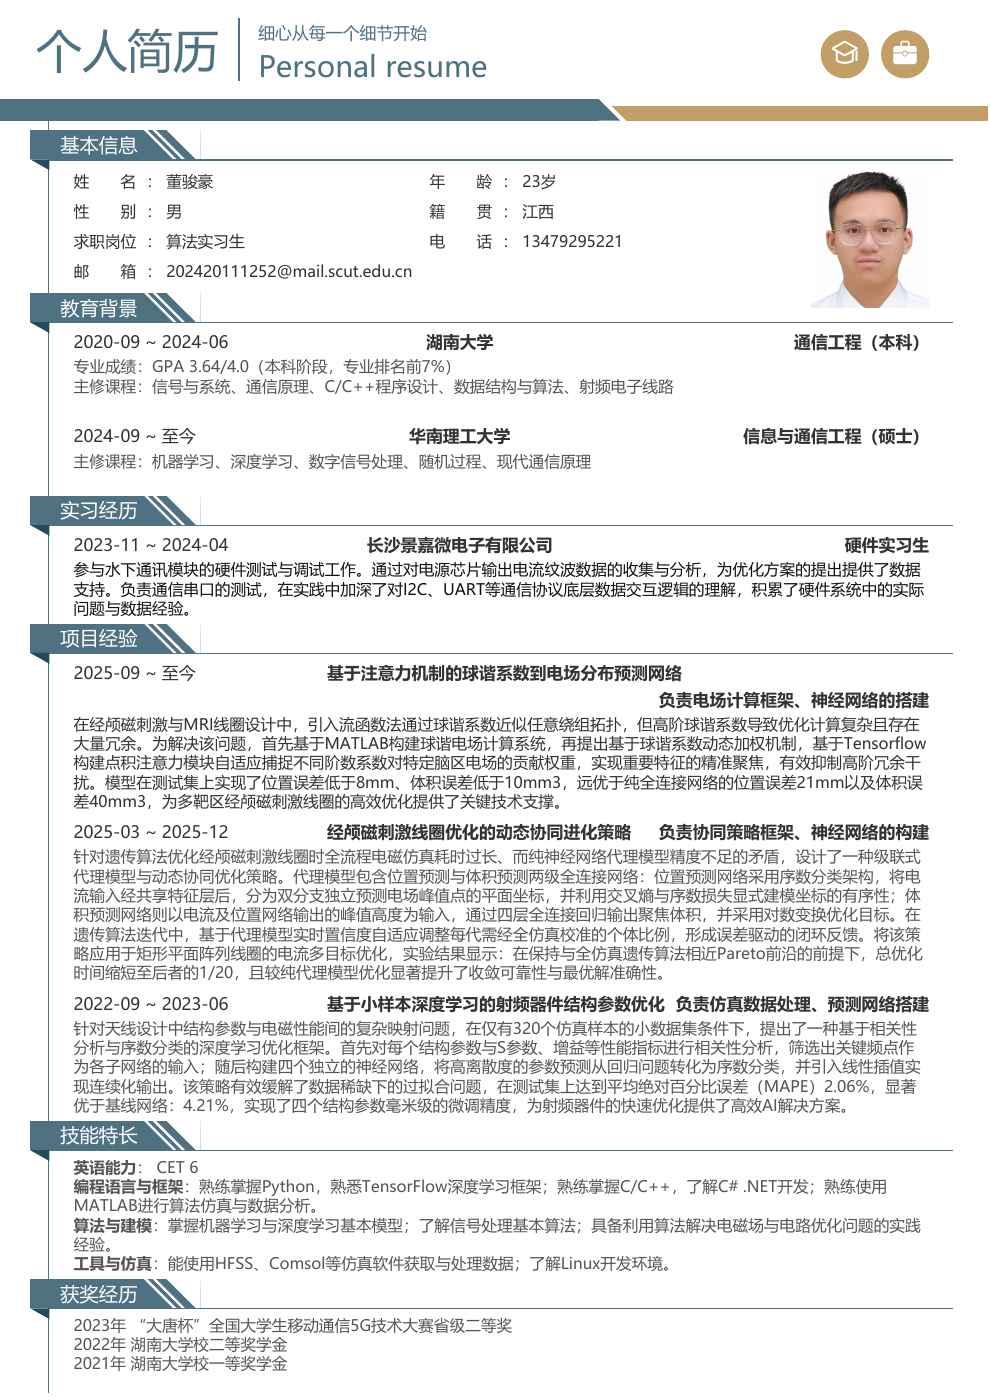 个人简历
细心从每一个细节开始
Personal resume
基本信息
姓 名 ： 董骏豪 年 龄 ： 23岁
性 别 ： 男 籍 贯 ： 江西
求职岗位 ： 算法实习生 电 话 ： 13479295221
邮 箱 ： 202420111252@mail.scut.edu.cn
教育背景
2020-09 ~ 2024-06 湖南大学 通信工程（本科）
专业成绩：GPA 3.64/4.0（本科阶段，专业排名前7%）
主修课程：信号与系统、通信原理、C/C++程序设计、数据结构与算法、射频电子线路
2024-09 ~ 至今 华南理工大学 信息与通信工程（硕士）
主修课程：机器学习、深度学习、数字信号处理、随机过程、现代通信原理
实习经历
2023-11 ~ 2024-04 长沙景嘉微电子有限公司 硬件实习生
参与水下通讯模块的硬件测试与调试工作。通过对电源芯片输出电流纹波数据的收集与分析，为优化方案的提出提供了数据
支持。负责通信串口的测试，在实践中加深了对I2C、UART等通信协议底层数据交互逻辑的理解，积累了硬件系统中的实际
问题与数据经验。
项目经验
2025-09 ~ 至今 基于注意力机制的球谐系数到电场分布预测网络
负责电场计算框架、神经网络的搭建
在经颅磁刺激与MRI线圈设计中，引入流函数法通过球谐系数近似任意绕组拓扑，但高阶球谐系数导致优化计算复杂且存在
大量冗余。为解决该问题，首先基于MATLAB构建球谐电场计算系统，再提出基于球谐系数动态加权机制，基于Tensorflow
构建点积注意力模块自适应捕捉不同阶数系数对特定脑区电场的贡献权重，实现重要特征的精准聚焦，有效抑制高阶冗余干
扰。模型在测试集上实现了位置误差低于8mm、体积误差低于10mm3，远优于纯全连接网络的位置误差21mm以及体积误
差40mm3，为多靶区经颅磁刺激线圈的高效优化提供了关键技术支撑。
2025-03 ~ 2025-12 经颅磁刺激线圈优化的动态协同进化策略 负责协同策略框架、神经网络的构建
针对遗传算法优化经颅磁刺激线圈时全流程电磁仿真耗时过长、而纯神经网络代理模型精度不足的矛盾，设计了一种级联式
代理模型与动态协同优化策略。代理模型包含位置预测与体积预测两级全连接网络：位置预测网络采用序数分类架构，将电
流输入经共享特征层后，分为双分支独立预测电场峰值点的平面坐标，并利用交叉熵与序数损失显式建模坐标的有序性；体
积预测网络则以电流及位置网络输出的峰值高度为输入，通过四层全连接回归输出聚焦体积，并采用对数变换优化目标。在
遗传算法迭代中，基于代理模型实时置信度自适应调整每代需经全仿真校准的个体比例，形成误差驱动的闭环反馈。将该策
略应用于矩形平面阵列线圈的电流多目标优化，实验结果显示：在保持与全仿真遗传算法相近Pareto前沿的前提下，总优化
时间缩短至后者的1/20，且较纯代理模型优化显著提升了收敛可靠性与最优解准确性。
2022-09 ~ 2023-06 基于小样本深度学习的射频器件结构参数优化 负责仿真数据处理、预测网络搭建
针对天线设计中结构参数与电磁性能间的复杂映射问题，在仅有320个仿真样本的小数据集条件下，提出了一种基于相关性
分析与序数分类的深度学习优化框架。首先对每个结构参数与S参数、增益等性能指标进行相关性分析，筛选出关键频点作
为各子网络的输入；随后构建四个独立的神经网络，将高离散度的参数预测从回归问题转化为序数分类，并引入线性插值实
现连续化输出。该策略有效缓解了数据稀缺下的过拟合问题，在测试集上达到平均绝对百分比误差（MAPE）2.06%，显著
优于基线网络：4.21%，实现了四个结构参数毫米级的微调精度，为射频器件的快速优化提供了高效AI解决方案。
技能特长
英语能力： CET 6
编程语言与框架：熟练掌握Python，熟悉TensorFlow深度学习框架；熟练掌握C/C++，了解C# .NET开发；熟练使用
MATLAB进行算法仿真与数据分析。
算法与建模：掌握机器学习与深度学习基本模型；了解信号处理基本算法；具备利用算法解决电磁场与电路优化问题的实践
经验。
工具与仿真：能使用HFSS、Comsol等仿真软件获取与处理数据；了解Linux开发环境。
获奖经历
2023年 “大唐杯”全国大学生移动通信5G技术大赛省级二等奖
2022年 湖南大学校二等奖学金
2021年 湖南大学校一等奖学金